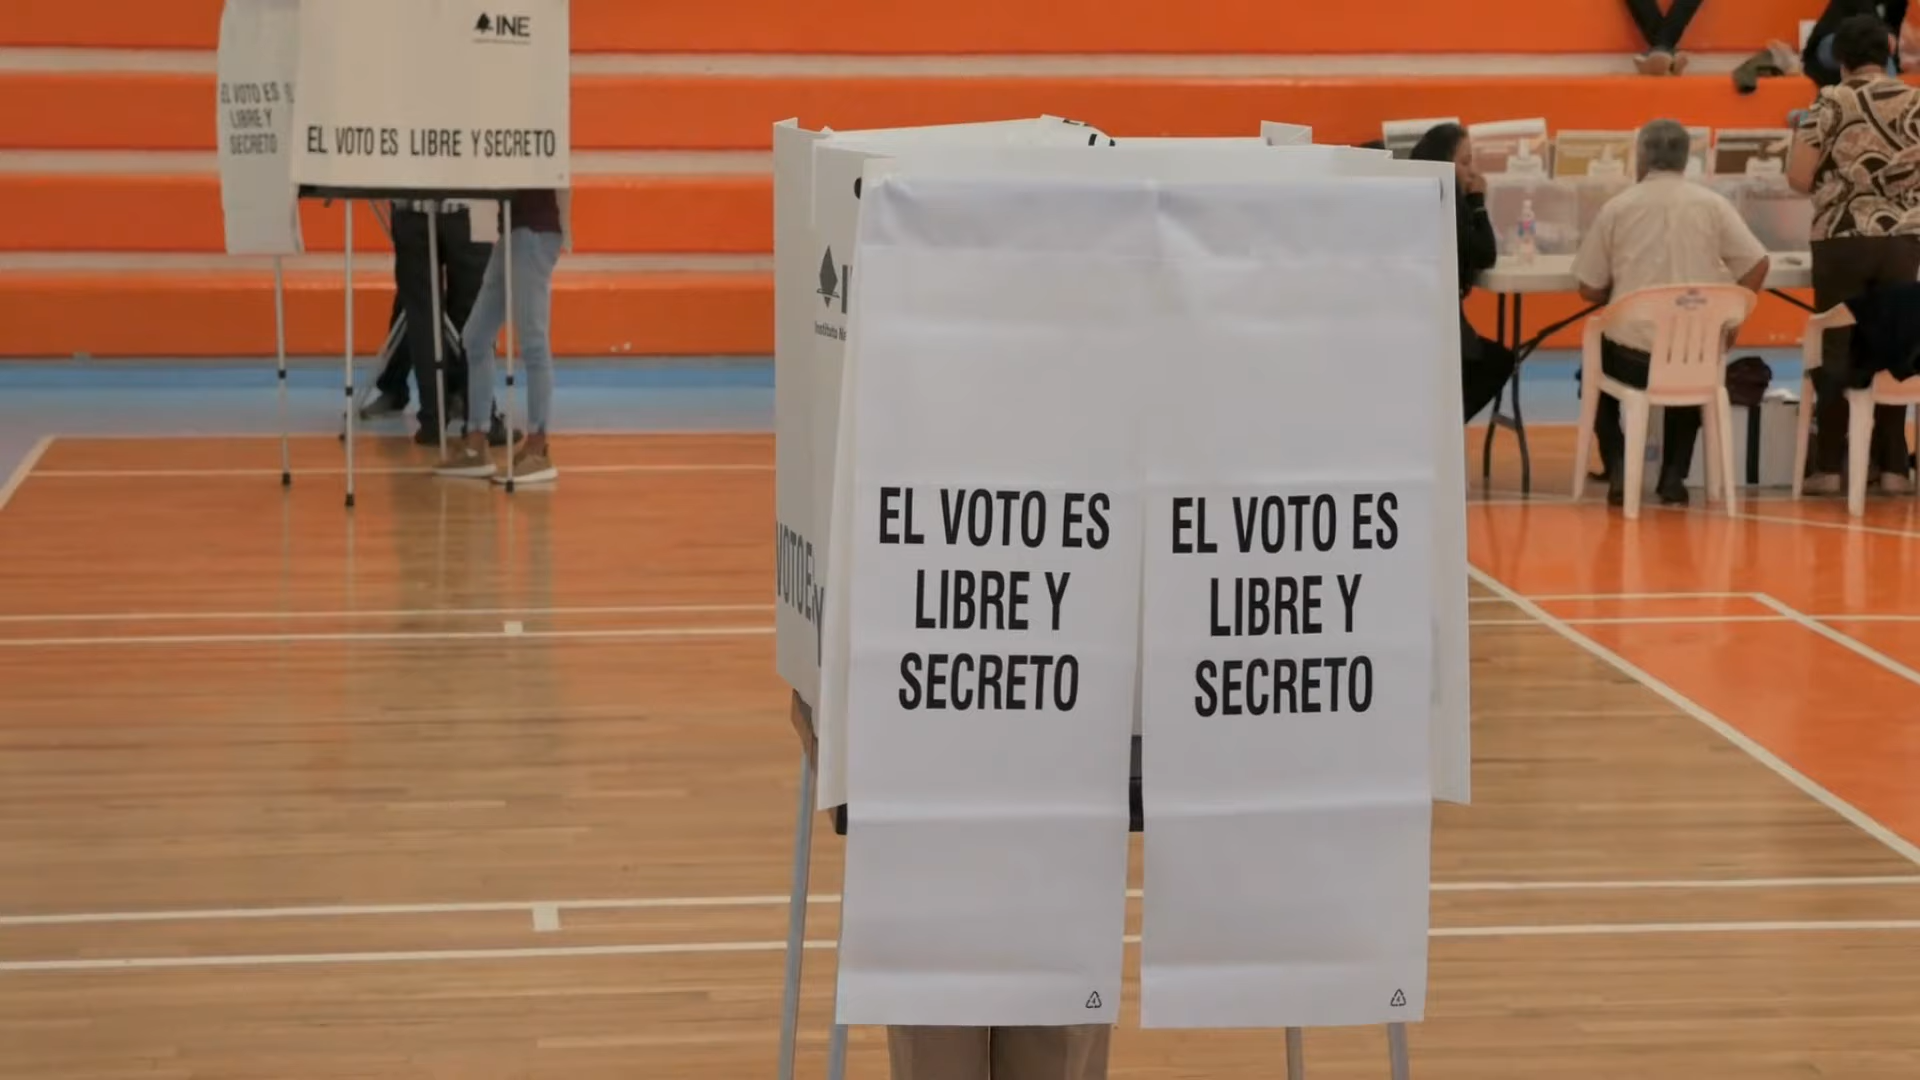 INE
EL VOTO ES
LIBRE Y
SECRETO
EL VOTO ES LIBRE Y SECRETO
EL VOTO ES
LIBRE Y
SECRETO
EL VOTO ES
LIBRE Y
SECRETO